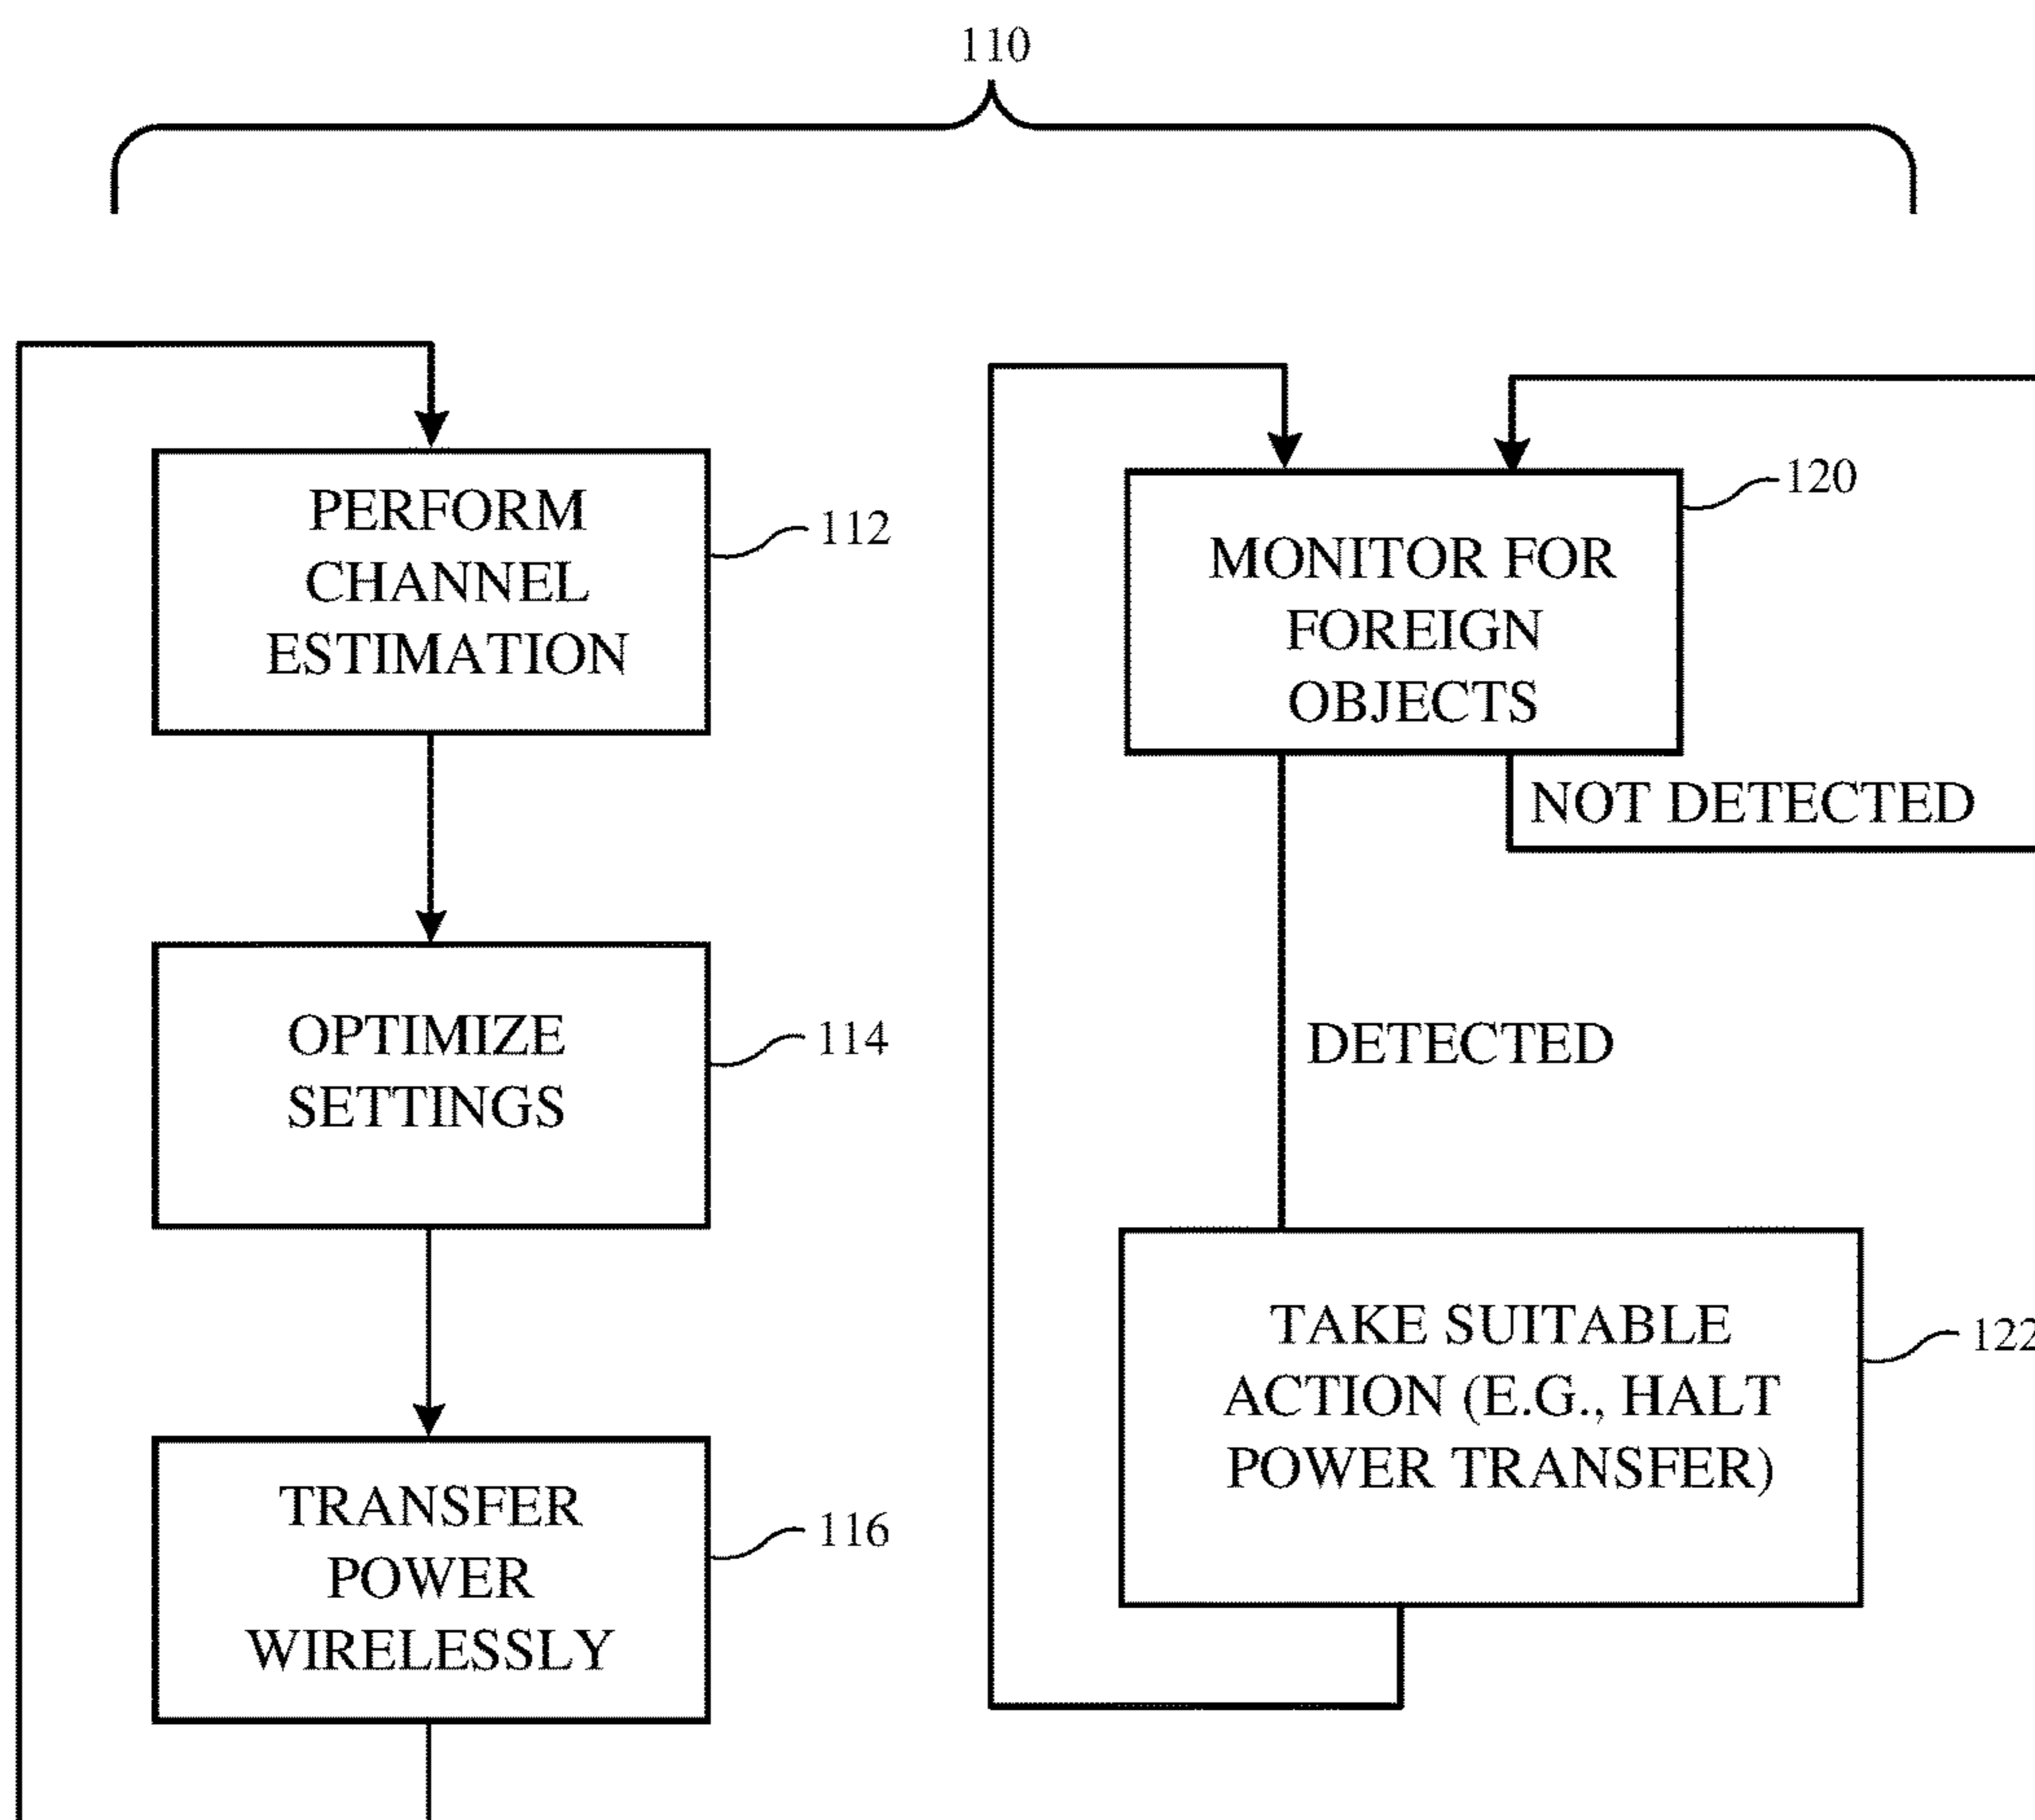 110
PERFORM
CHANNEL
ESTIMATION
112
OPTIMIZE
SETTINGS
114
TRANSFER
POWER
WIRELESSLY
116
MONITOR FOR
FOREIGN
OBJECTS
120
NOT DETECTED
DETECTED
TAKE SUITABLE
ACTION (E.G., HALT
POWER TRANSFER)
122